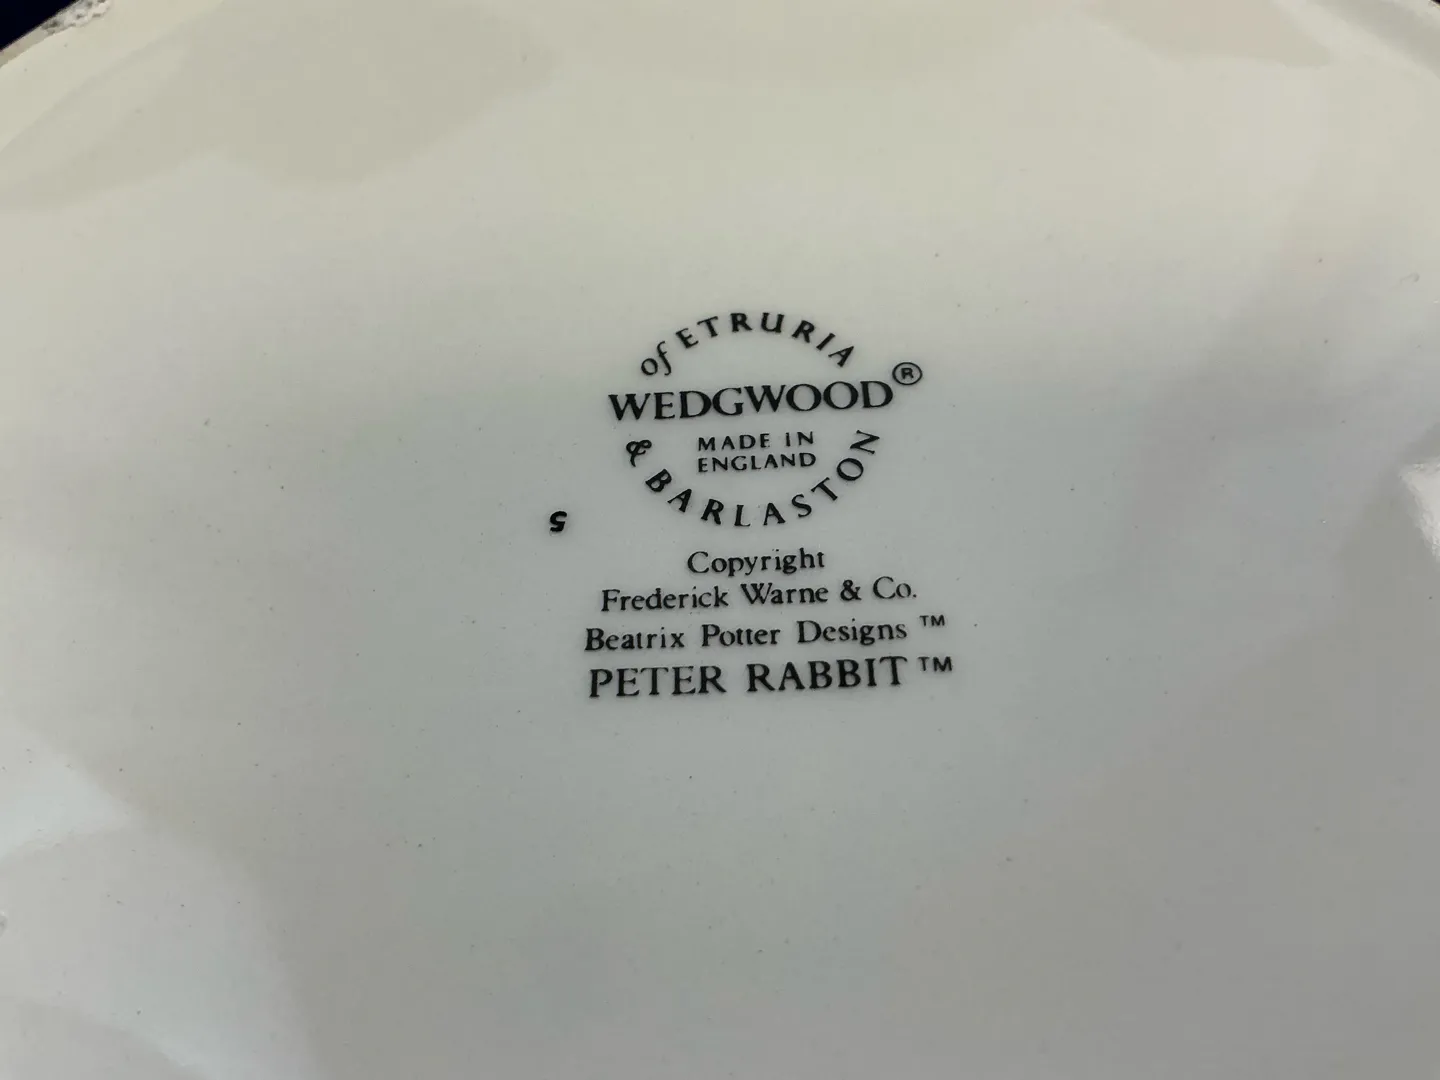 of ETRURIA
WEDGWOOD®
MADE IN
ENGLAND
& BARLASTON
5
Copyright
Frederick Warne & Co.
Beatrix Potter Designs ™
PETER RABBIT ™